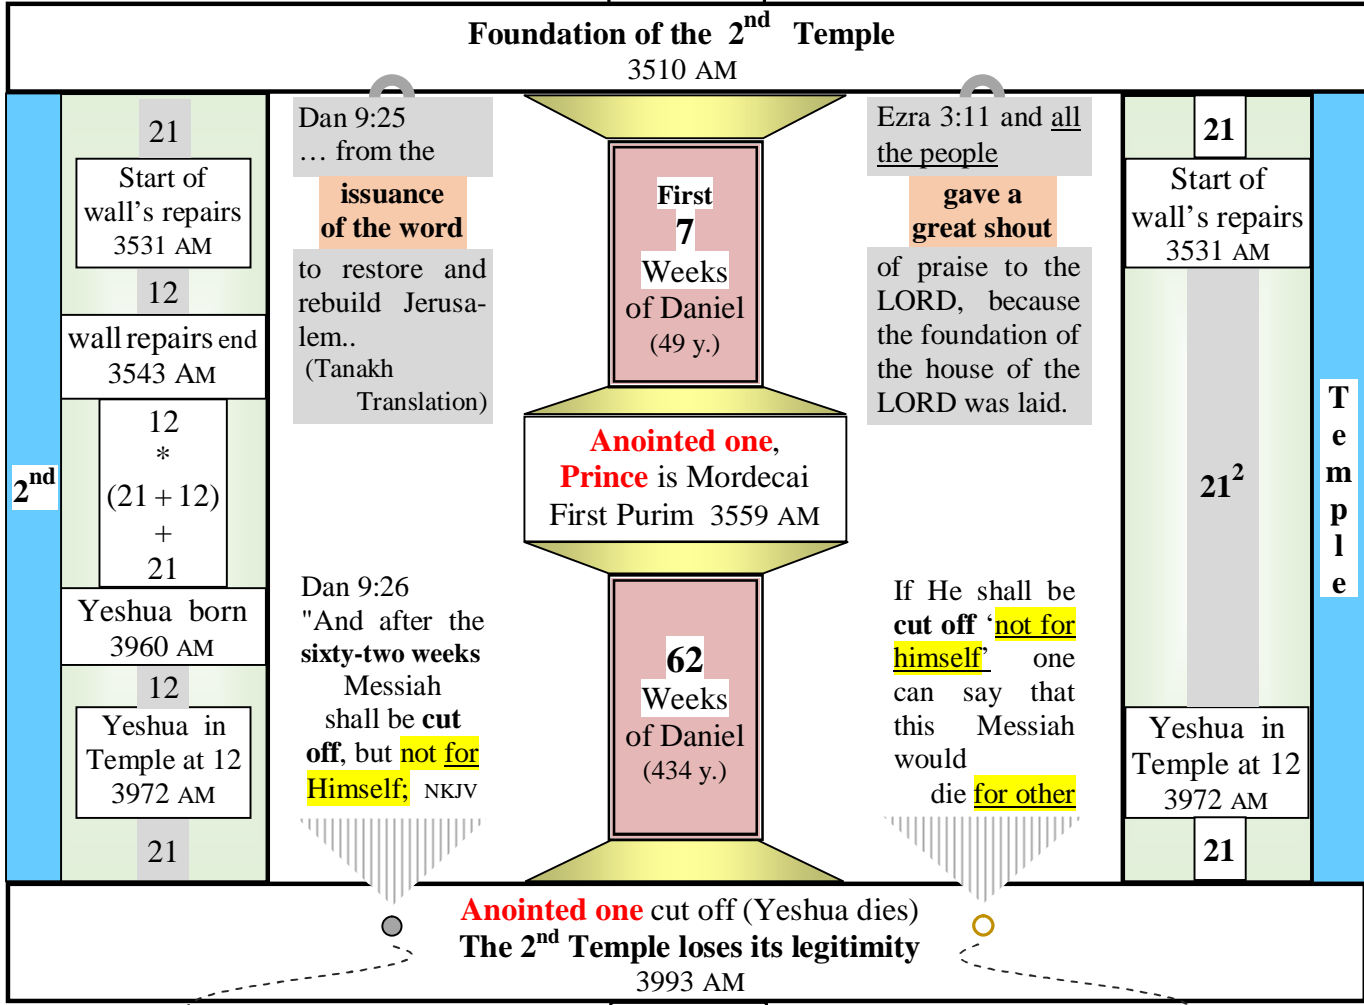 Foundation of the 2nd Temple
3510 AM
2nd
21
Start of
wall's repairs
3531 AM
12
wall repairs end
3543 AM
12
*
(21 + 12)
+
21
Yeshua born
3960 AM
12
Yeshua in
Temple at 12
3972 AM
21
Dan 9:25
… from the
issuance
of the word
to restore and
rebuild Jerusa-
lem..
(Tanakh
Translation)
Dan 9:26
"And after the
sixty-two weeks
Messiah
shall be cut
off, but not for
Himself; NKJV
First
7
Weeks
of Daniel
(49 y.)
Anointed one,
Prince is Mordecai
First Purim 3559 AM
62
Weeks
of Daniel
(434 y.)
Ezra 3:11 and all
the people
gave a
great shout
of praise to the
LORD, because
the foundation of
the house of the
LORD was laid.
If He shall be
cut off ‘not for
himself’ one
can say that
this Messiah
would
die for other
21
Start of
wall's repairs
3531 AM
21²
Yeshua in
Temple at 12
3972 AM
21
T
e
m
p
l
e
Anointed one cut off (Yeshua dies)
The 2nd Temple loses its legitimity
3993 AM